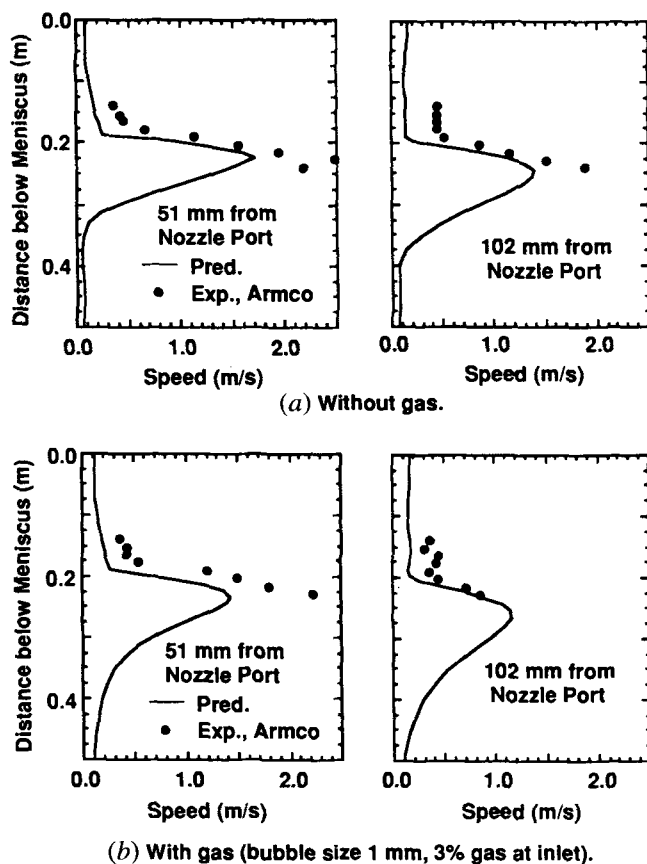 0.0
0.2
0.4
Distance below Meniscus (m)
51 mm from
Nozzle Port
Pred.
Exp., Armco
0.0 1.0 2.0
Speed (m/s)
102 mm from
Nozzle Port
0.0 1.0 2.0
Speed (m/s)
(a) Without gas.
0.0
0.2
0.4
Distance below Meniscus (m)
51 mm from
Nozzle Port
Pred.
Exp., Armco
0.0 1.0 2.0
Speed (m/s)
102 mm from
Nozzle Port
0.0 1.0 2.0
Speed (m/s)
(b) With gas (bubble size 1 mm, 3% gas at inlet).